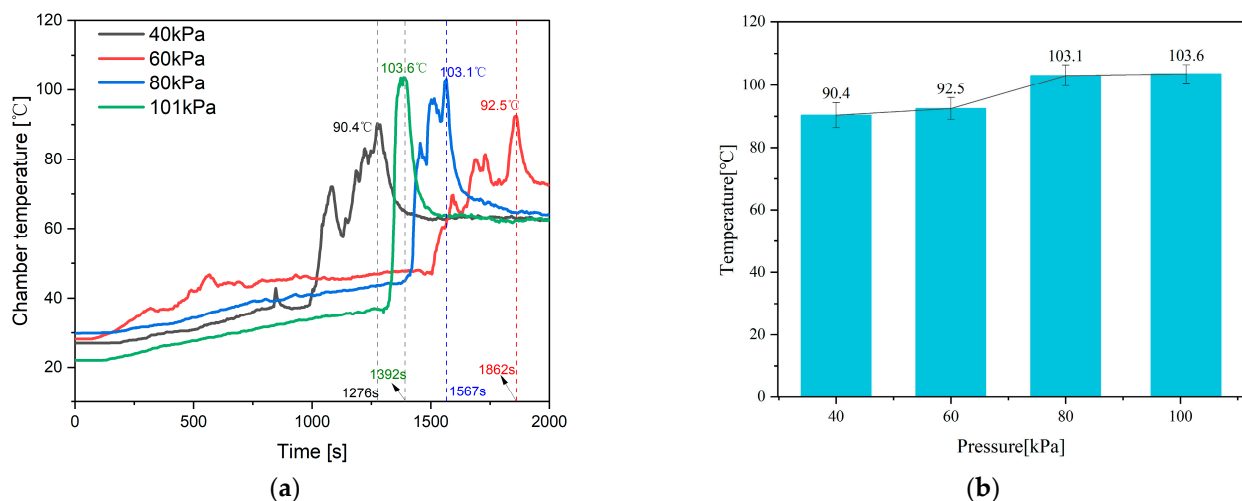 120
100
80
60
40
20
0
500
1000
1500
2000
Chamber temperature [℃]
Time [s]
40kPa
60kPa
80kPa
101kPa
90.4℃
103.6℃
103.1℃
92.5℃
1276s
1392s
1567s
1862s
(a)
120
100
80
60
40
20
0
40
60
80
100
Temperature[℃]
Pressure[kPa]
90.4
92.5
103.1
103.6
(b)